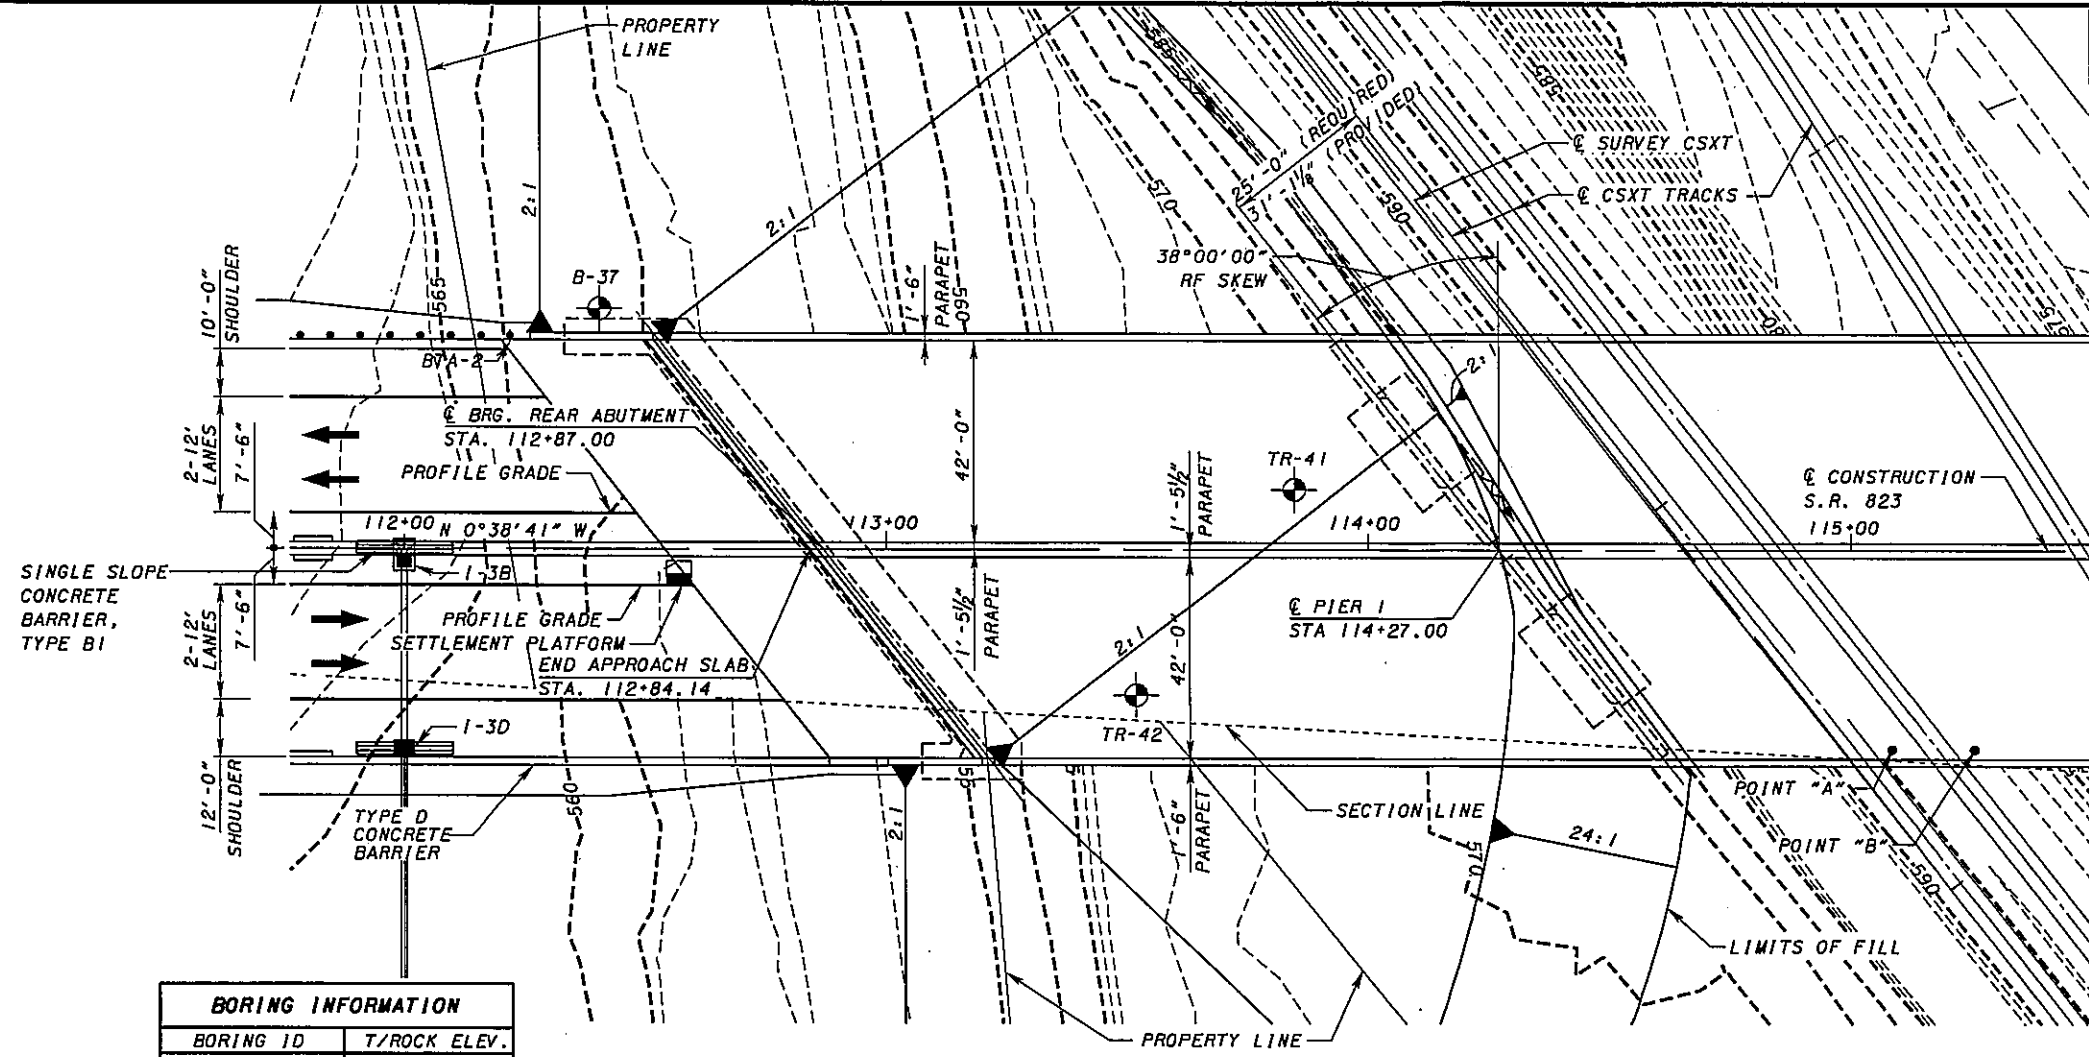 PROPERTY
LINE
585
585
(REQUIRED)
25'-0"
(PROVIDED)
570
590
℄ SURVEY CSXT
℄ CSXT TRACKS
2:1
2:1
38°00'00"
RF SKEW
10'-0"
SHOULDER
565
B-37
1'-6"
PARAPET
560
575
BVA-2
2:1
℄ BRG. REAR ABUTMENT
STA. 112+87.00
2-12'
LANES
7'-6"
PROFILE GRADE
42'-0"
1'-5½"
PARAPET
TR-41
℄ CONSTRUCTION
S.R. 823
112+00
N 0°38'41" W
113+00
114+00
115+00
SINGLE SLOPE
CONCRETE
BARRIER,
TYPE B1
I-3B
2-12'
LANES
7'-6"
PROFILE GRADE
SETTLEMENT PLATFORM
END APPROACH SLAB
STA. 112+84.14
1'-5½"
PARAPET
2:1
42'-0"
℄ PIER 1
STA 114+27.00
I-3D
TR-42
12'-0"
SHOULDER
560
TYPE D
CONCRETE
BARRIER
2:1
1'-6"
PARAPET
SECTION LINE
570
24:1
POINT "A"
POINT "B"
590
LIMITS OF FILL
PROPERTY LINE
BORING INFORMATION
BORING ID T/ROCK ELEV.